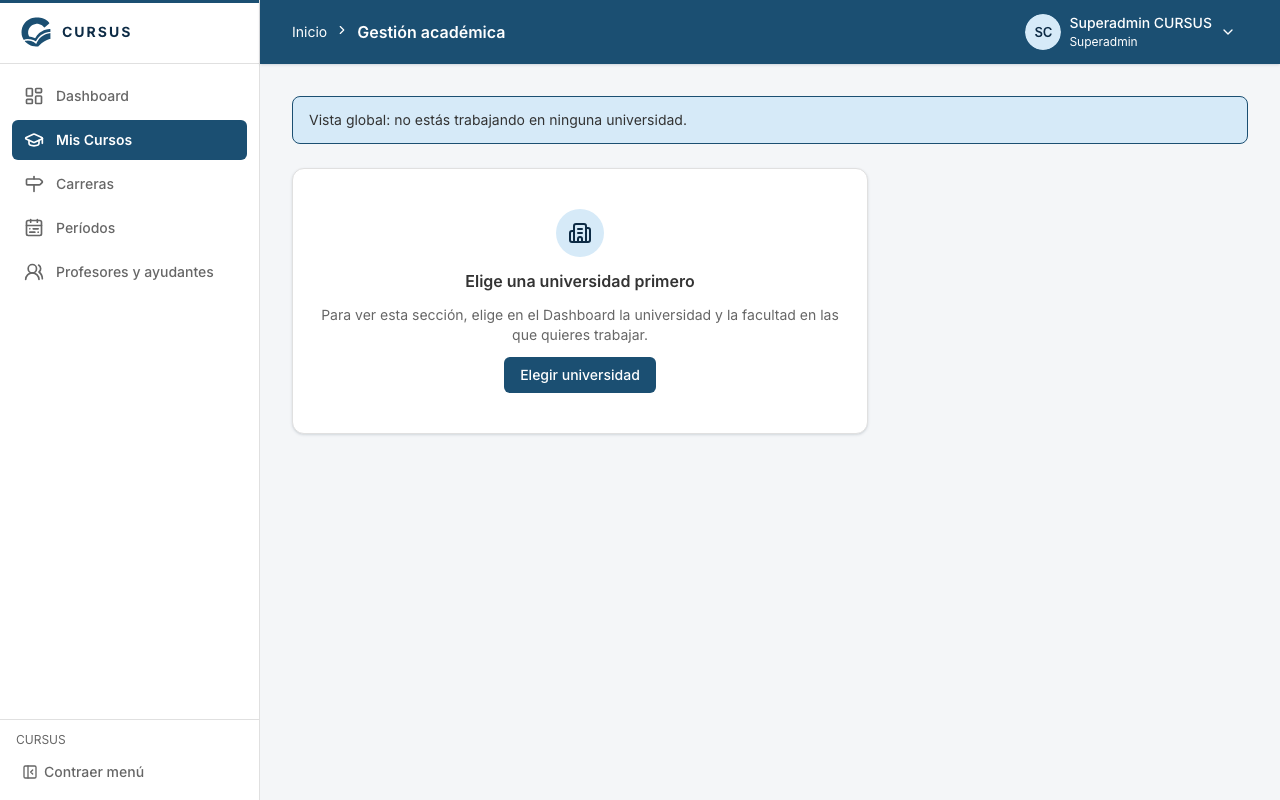 CURSUS
Inicio
Gestión académica
SC
Superadmin CURSUS
Superadmin
Dashboard
Mis Cursos
Carreras
Períodos
Profesores y ayudantes
Vista global: no estás trabajando en ninguna universidad.
Elige una universidad primero
Para ver esta sección, elige en el Dashboard la universidad y la facultad en las
que quieres trabajar.
Elegir universidad
CURSUS
Contraer menú